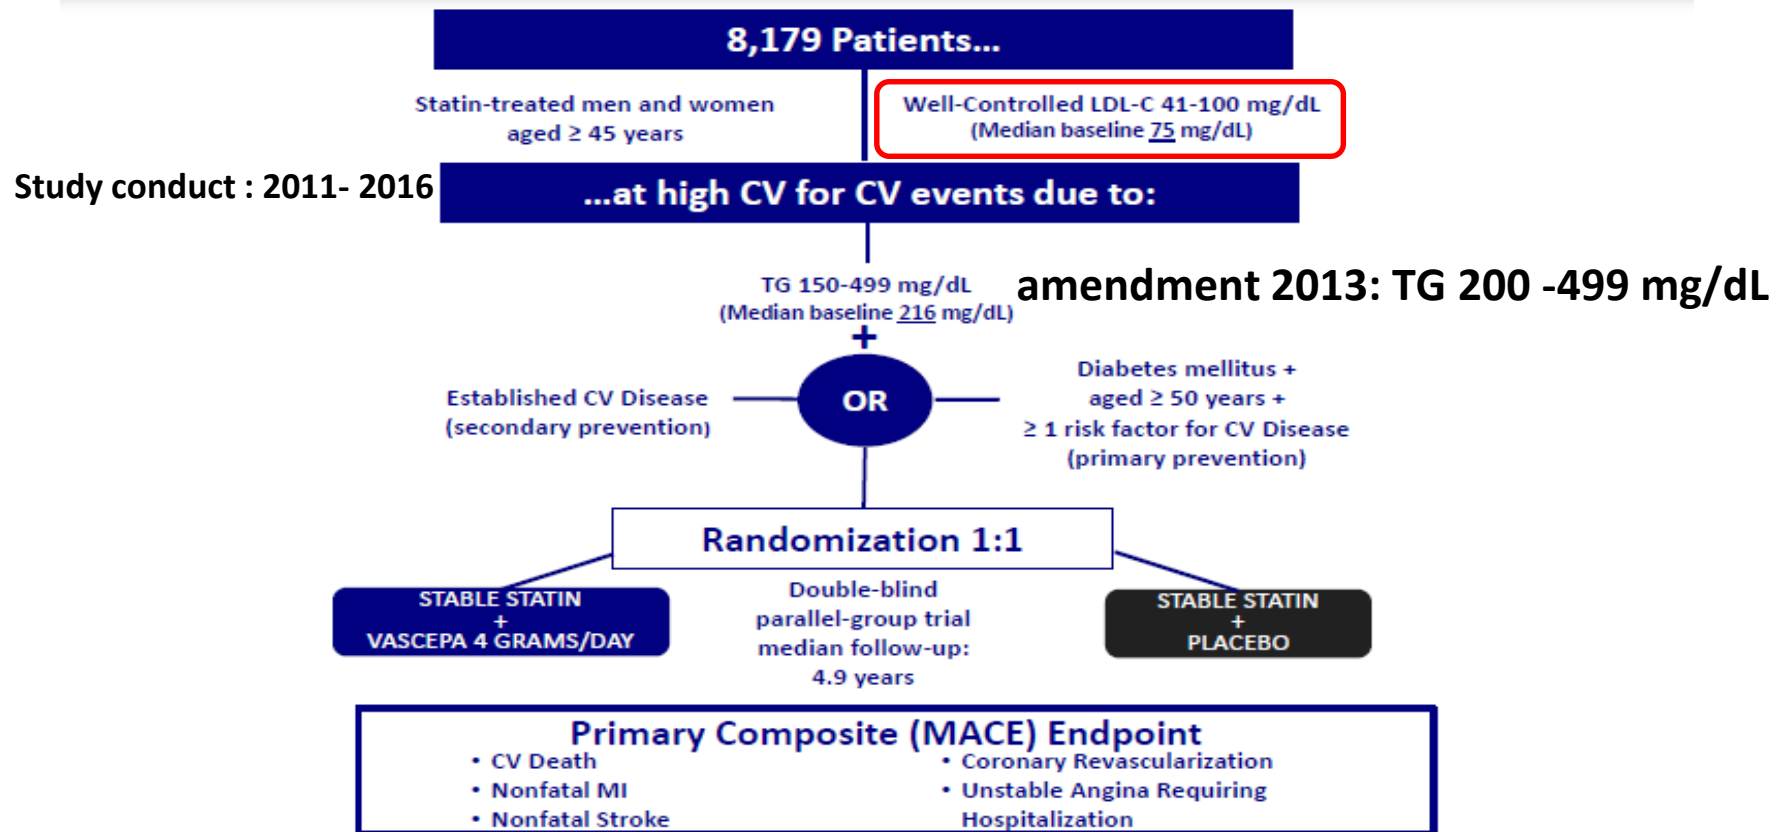 8,179 Patients...
Statin-treated men and women
aged ≥ 45 years
Well-Controlled LDL-C 41-100 mg/dL
(Median baseline 75 mg/dL)
Study conduct : 2011- 2016
...at high CV for CV events due to:
TG 150-499 mg/dL
(Median baseline 216 mg/dL)
amendment 2013: TG 200 -499 mg/dL
+
Established CV Disease
(secondary prevention)
OR
Diabetes mellitus +
aged ≥ 50 years +
≥ 1 risk factor for CV Disease
(primary prevention)
Randomization 1:1
STABLE STATIN
+
VASCEPA 4 GRAMS/DAY
Double-blind
parallel-group trial
median follow-up:
4.9 years
STABLE STATIN
+
PLACEBO
Primary Composite (MACE) Endpoint
• CV Death
• Nonfatal MI
• Nonfatal Stroke
• Coronary Revascularization
• Unstable Angina Requiring
Hospitalization